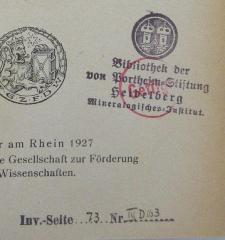 Bibliothek der
von Portheim-Stiftung
Heidelberg
Mineralogisches Institut.
G.Z.F.D.W
r am Rhein 1927
e Gesellschaft zur Förderung
Wissenschaften.
Inv.-Seite 73 Nr.